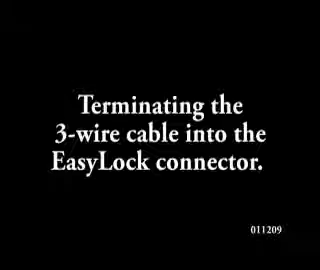 Terminating the
3-wire cable into the
EasyLock connector.
011209